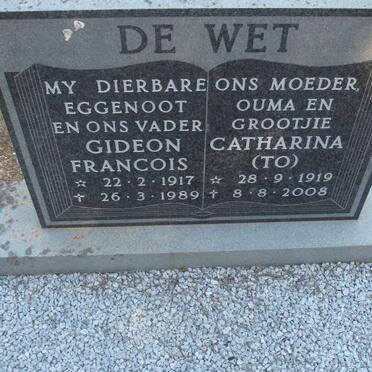 DE WET
MY DIERBARE
EGGENOOT
EN ONS VADER
GIDEON
FRANCOIS
☆ 22·2·1917
✝ 26·3·1989
ONS MOEDER,
OUMA EN
GROOTJIE
CATHARINA
(TO)
☆ 28·9·1919
✝ 8·8·2008